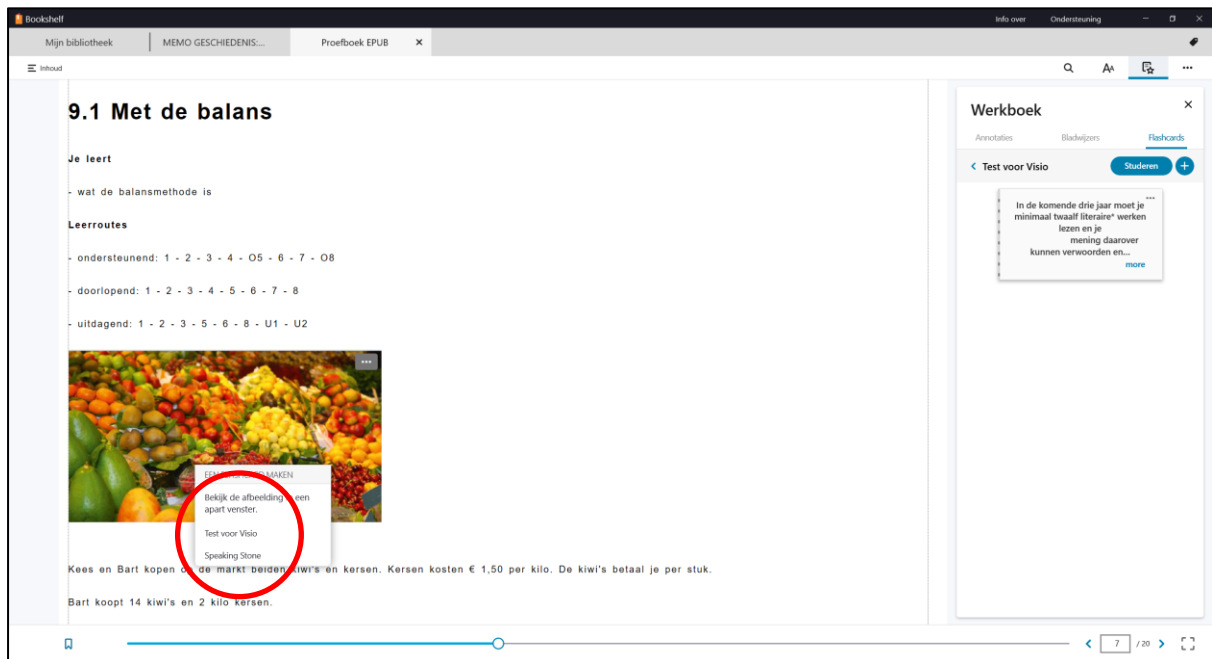 Bookshelf
Info over
Ondersteuning
Mijn bibliotheek
MEMO GESCHIEDENIS:...
Proefboek EPUB
Inhoud
9.1 Met de balans
Je leert
- wat de balansmethode is
Leerroutes
- ondersteunend: 1 - 2 - 3 - 4 - O5 - 6 - 7 - O8
- doorlopend: 1 - 2 - 3 - 4 - 5 - 6 - 7 - 8
- uitdagend: 1 - 2 - 3 - 5 - 6 - 8 - U1 - U2
EEN MAKEN
Bekijk de afbeelding een
apart venster.
Test voor Visio
Speaking Stone
Kees en Bart kopen op de markt beiden kiwi's en kersen. Kersen kosten € 1,50 per kilo. De kiwi's betaal je per stuk.
Bart koopt 14 kiwi's en 2 kilo kersen.
Werkboek
Annotaties
Bladwijzers
Flashcards
Test voor Visio
Studeren
In de komende drie jaar moet je
minimaal twaalf literaire* werken
lezen en je
mening daarover
kunnen verwoorden en...
more
7 / 20